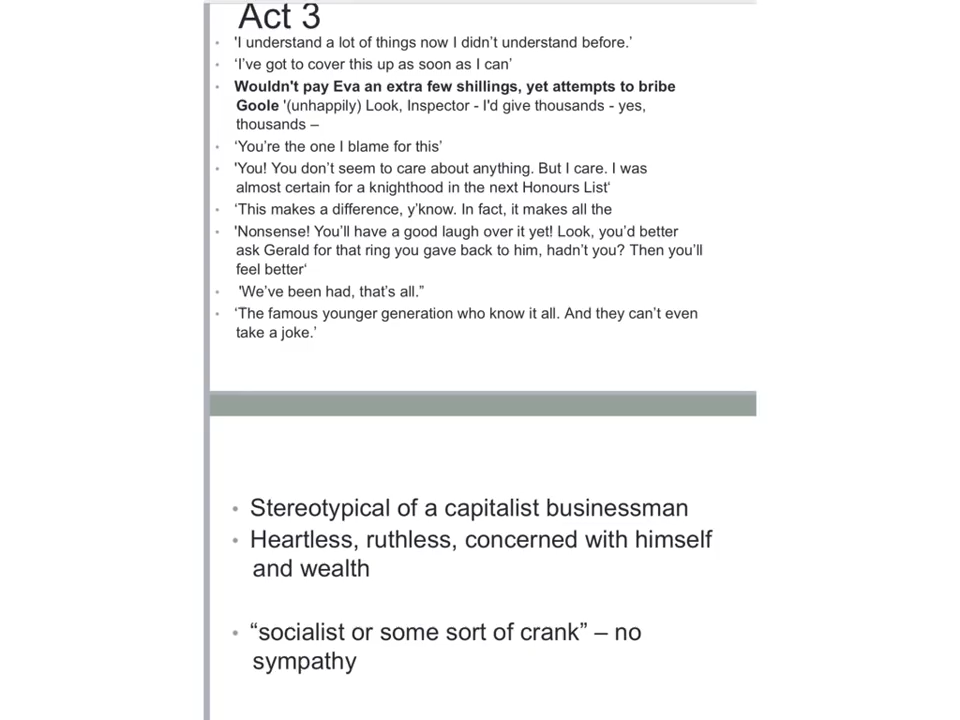 Act 3
• 'I understand a lot of things now I didn’t understand before.’
• ‘I’ve got to cover this up as soon as I can’
• Wouldn't pay Eva an extra few shillings, yet attempts to bribe
Goole '(unhappily) Look, Inspector - I'd give thousands - yes,
thousands –
• ‘You’re the one I blame for this’
• 'You! You don’t seem to care about anything. But I care. I was
almost certain for a knighthood in the next Honours List‘
• ‘This makes a difference, y’know. In fact, it makes all the
• 'Nonsense! You’ll have a good laugh over it yet! Look, you’d better
ask Gerald for that ring you gave back to him, hadn’t you? Then you’ll
feel better‘
• 'We’ve been had, that’s all.”
• ‘The famous younger generation who know it all. And they can’t even
take a joke.’
• Stereotypical of a capitalist businessman
• Heartless, ruthless, concerned with himself
and wealth
• “socialist or some sort of crank” – no
sympathy